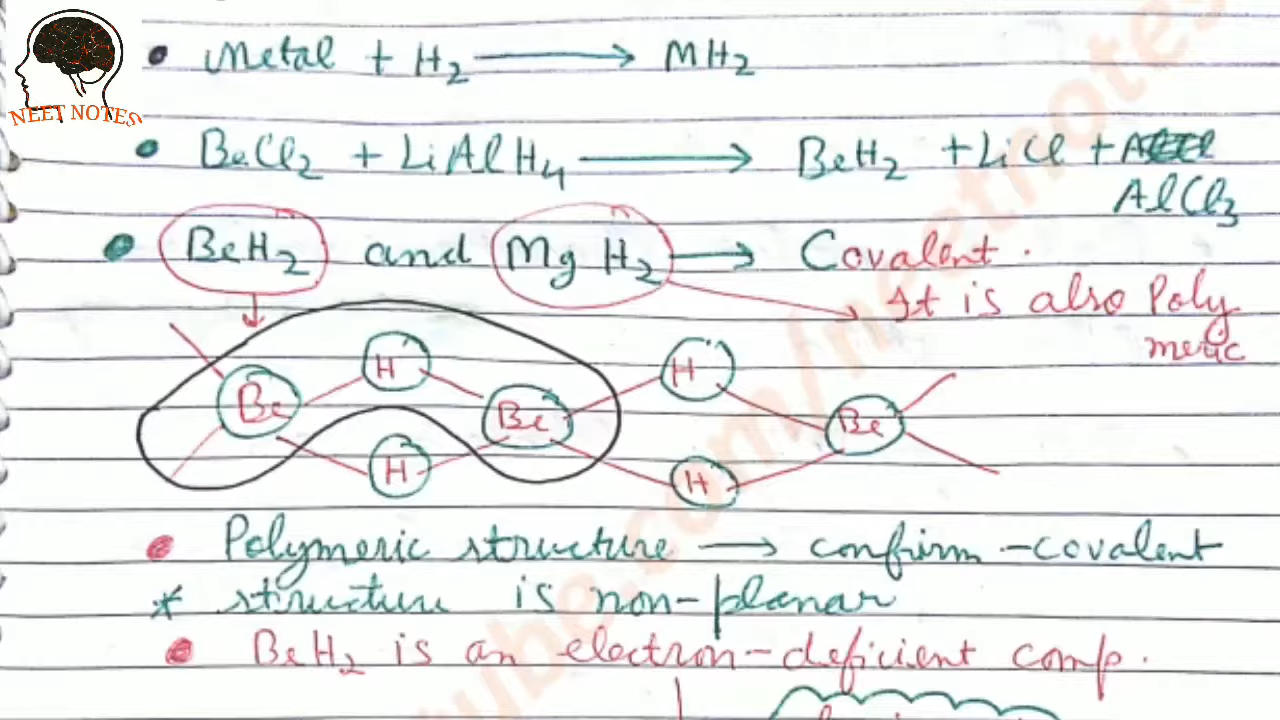 NEET NOTES
• Metal + H₂ ⟶ MH₂
• BeCl₂ + LiAlH₄ ⟶ BeH₂ + LiCl +
AlCl₃
• BeH₂ and MgH₂ ⟶ Covalent.
It is also Poly
meric
H H
Be Be Be
H H
• Polymeric structure ⟶ confirm -covalent
* structure is non-planar
• BeH₂ is an electron-deficient comp.